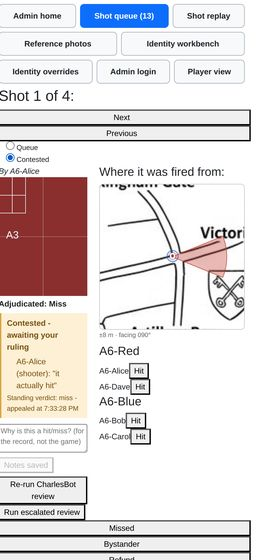 Admin home
Shot queue (13)
Shot replay
Reference photos
Identity workbench
Identity overrides
Admin login
Player view
Shot 1 of 4:
Next
Previous
Queue
Contested
By A6-Alice
A3
Adjudicated: Miss
Contested - awaiting your ruling
A6-Alice (shooter): "it actually hit"
Standing verdict: miss - appealed at 7:33:28 PM
Why is this a hit/miss? (for the record, not the game)
Notes saved
Re-run CharlesBot review
Run escalated review
Where it was fired from:
Victori
±8 m · facing 090°
A6-Red
A6-Alice Hit
A6-Dave Hit
A6-Blue
A6-Bob Hit
A6-Carol Hit
Missed
Bystander